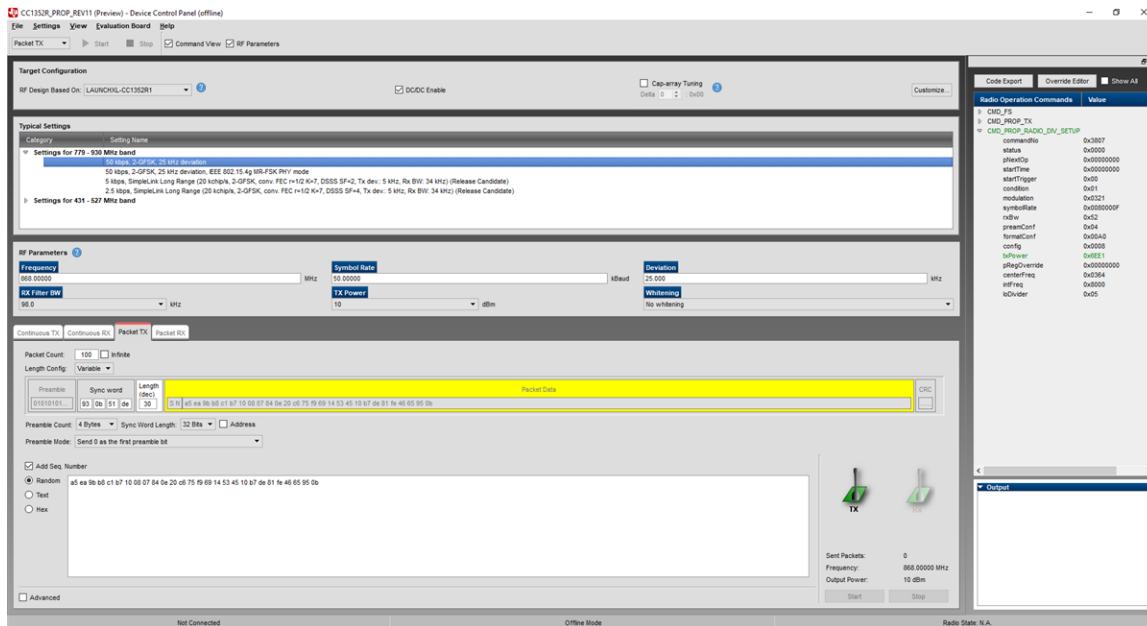 CC1352R_PROP_REV11 (Preview) - Device Control Panel (offline)
File Settings View Evaluation Board Help
Packet TX Start Stop Command View RF Parameters
Target Configuration
RF Design Based On: LAUNCHXL-CC1352R1 DC/DC Enable Cap-array Tuning
Delta 0 : 0x00
Customize...
Typical Settings
Category Setting Name
Settings for 779 - 930 MHz band
50 kbps, 2-GFSK, 25 kHz deviation
50 kbps, 2-GFSK, 25 kHz deviation, IEEE 802.15.4g MR-FSK PHY mode
5 kbps, SimpleLink Long Range (20 kchip/s, 2-GFSK, conv. FEC r=1/2 K=7, DSSS SF=2, Tx dev.: 5 kHz, Rx BW: 34 kHz) (Release Candidate)
2.5 kbps, SimpleLink Long Range (20 kchip/s, 2-GFSK, conv. FEC r=1/2 K=7, DSSS SF=4, Tx dev.: 5 kHz, Rx BW: 34 kHz) (Release Candidate)
Settings for 431 - 527 MHz band
RF Parameters
Frequency Symbol Rate Deviation
868.00000 MHz 50.00000 kBaud 25.000 kHz
RX Filter BW TX Power Whitening
98.0 kHz 10 dBm No whitening
Continuous TX Continuous RX Packet TX Packet RX
Packet Count: 100 Infinite
Length Config: Variable
Preamble Sync word Length (dec) Packet Data CRC
01010101... 93 0b 51 de 30 S N a5 ea 9b b8 c1 b7 10 08 07 84 0e 20 c6 75 f9 69 14 53 45 10 b7 de 81 fe 46 65 95 0b
Preamble Count: 4 Bytes Sync Word Length: 32 Bits Address
Preamble Mode: Send 0 as the first preamble bit
Add Seq. Number
Random a5 ea 9b b8 c1 b7 10 08 07 84 0e 20 c6 75 f9 69 14 53 45 10 b7 de 81 fe 46 65 95 0b
Text
Hex
TX RX
Sent Packets: 0
Frequency: 868.00000 MHz
Output Power: 10 dBm
Start Stop
Advanced
Code Export Override Editor Show All
Radio Operation Commands Value
CMD_FS
CMD_PROP_TX
CMD_PROP_RADIO_DIV_SETUP
commandNo 0x3807
status 0x0000
pNextOp 0x00000000
startTime 0x00000000
startTrigger 0x00
condition 0x01
modulation 0x0321
symbolRate 0x0080000F
rxBw 0x52
preamConf 0x04
formatConf 0x00A0
config 0x0008
txPower 0x6EE1
pRegOverride 0x00000000
centerFreq 0x0364
intFreq 0x8000
loDivider 0x05
Output
Not Connected Offline Mode Radio State: N.A.